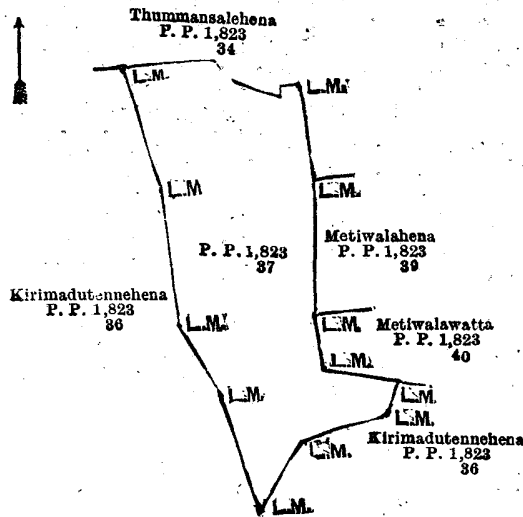 Thummansalehena
P. P. 1,823
34
L.M.
L.M.
L.M.
L.M.
P. P. 1,823
37
Metiwalahena
P. P. 1,823
39
Kirimadutennehena
P. P. 1,823
36
L.M.
L.M.
Metiwalawatta
P. P. 1,823
40
L.M.
L.M.
L.M.
L.M.
L.M.
Kirimadutennehena
P. P. 1,823
36
L.M.